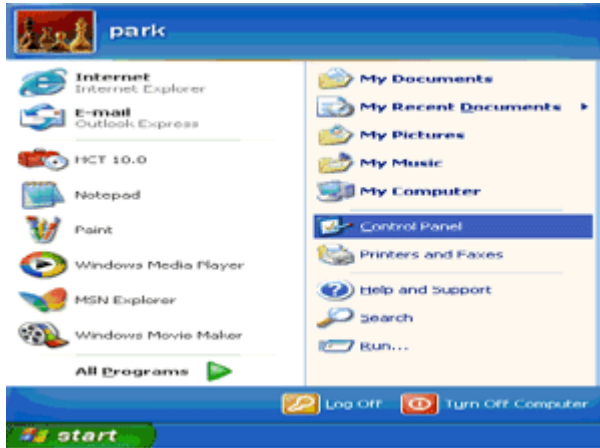 park
Internet
Internet Explorer
E-mail
Outlook Express
HCT 10.0
Notepad
Paint
Windows Media Player
MSN Explorer
Windows Movie Maker
All Programs
My Documents
My Recent Documents
My Pictures
My Music
My Computer
Control Panel
Printers and Faxes
Help and Support
Search
Run...
Log Off
Turn Off Computer
start